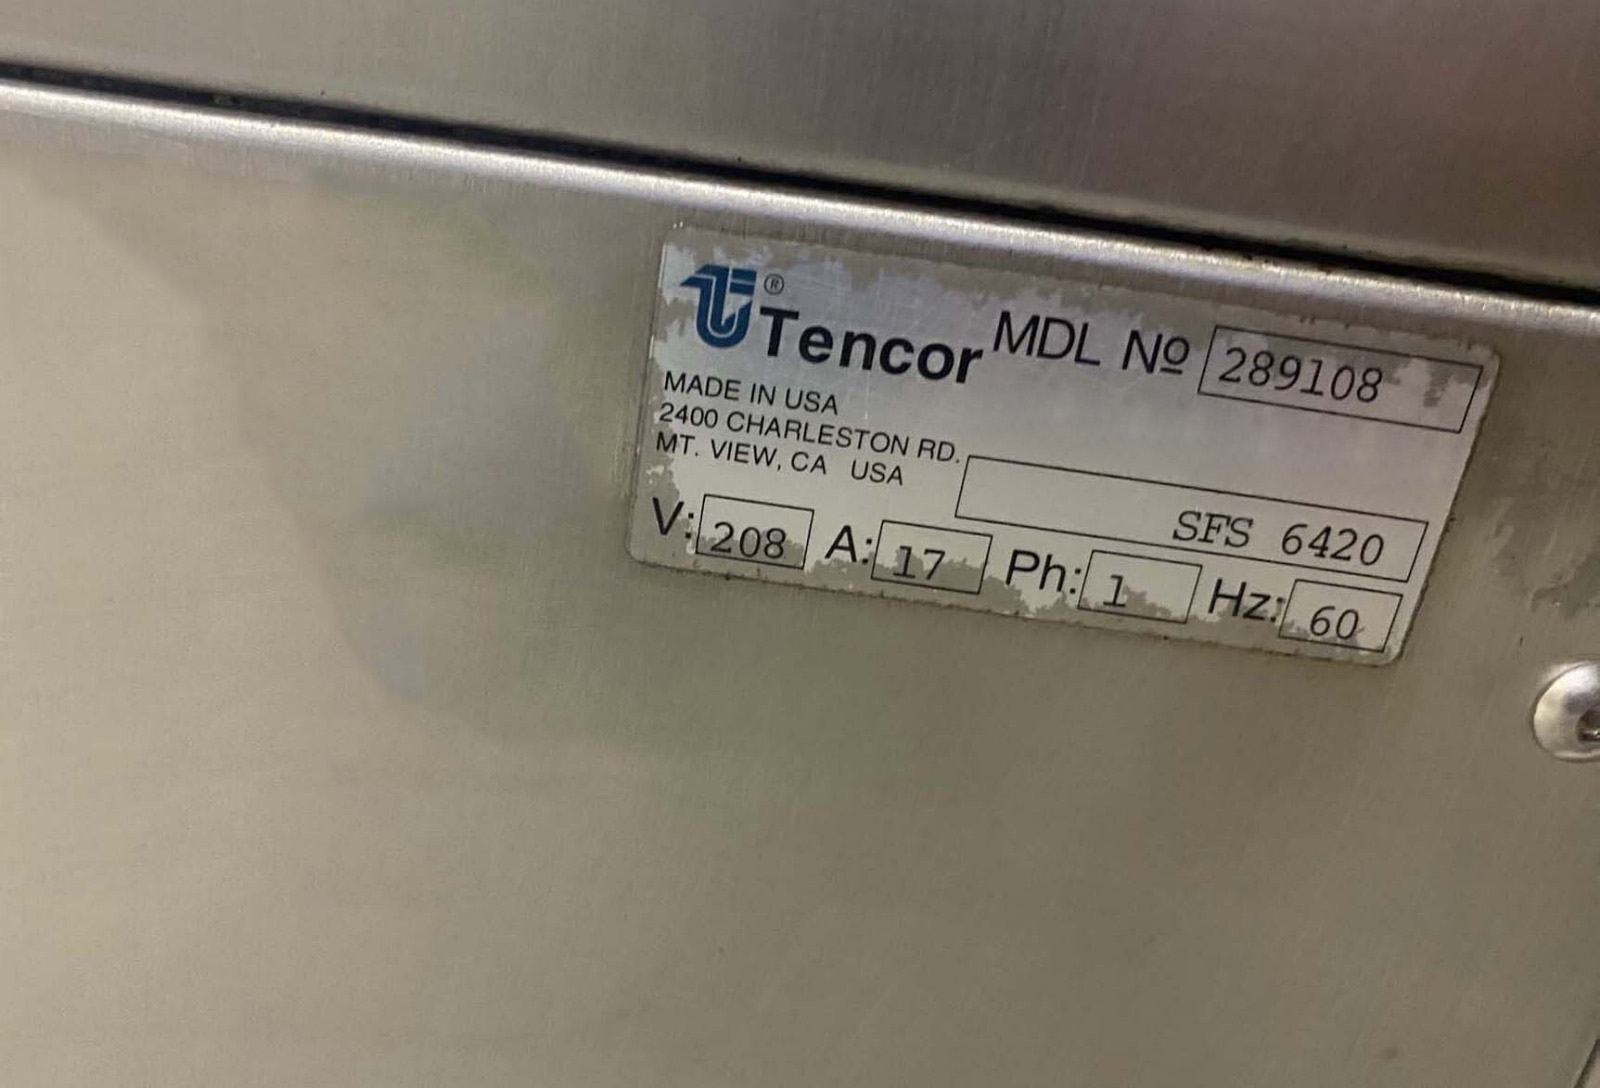 ® Tencor MDL Nº 289108
MADE IN USA
2400 CHARLESTON RD.
MT. VIEW, CA USA
SFS 6420
V: 208 A: 17 Ph: 1 Hz: 60